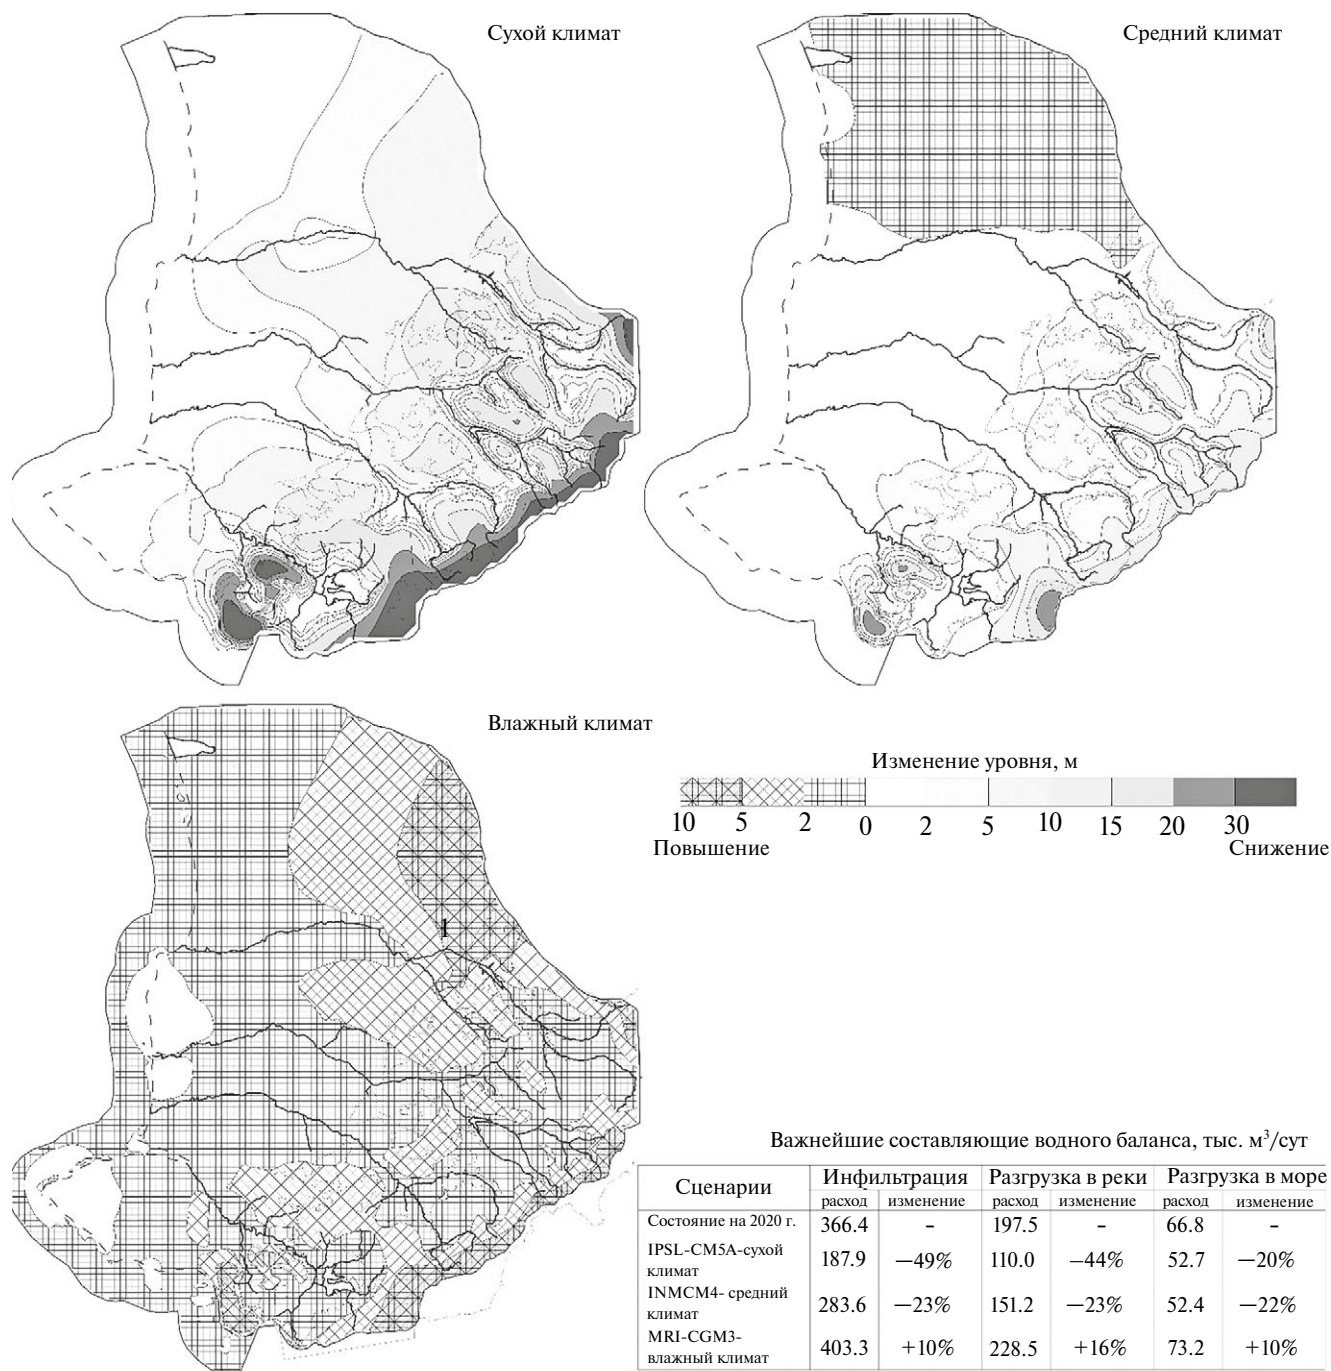 Сухой климат
Средний климат
Влажный климат
1
Изменение уровня, м
10 5 2 0 2 5 10 15 20 30
Повышение Снижение
Важнейшие составляющие водного баланса, тыс. м³/сут
Сценарии Инфильтрация Разгрузка в реки Разгрузка в море
расход изменение расход изменение расход изменение
Состояние на 2020 г. 366.4 – 197.5 – 66.8 –
IPSL-CM5A-сухой
климат 187.9 —49% 110.0 —44% 52.7 —20%
INMCM4- средний
климат 283.6 —23% 151.2 —23% 52.4 —22%
MRI-CGM3-
влажный климат 403.3 +10% 228.5 +16% 73.2 +10%